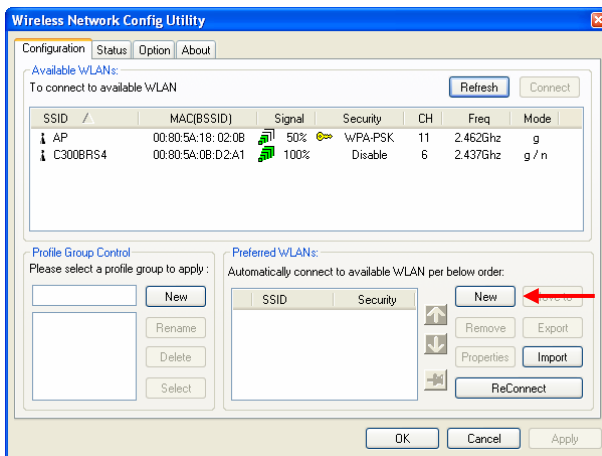 Wireless Network Config Utility
Configuration Status Option About
Available WLANs:
To connect to available WLAN
Refresh Connect
SSID MAC(BSSID) Signal Security CH Freq Mode
AP 00:80:5A:18:02:0B 50% WPA-PSK 11 2.462Ghz g
C300BRS4 00:80:5A:0B:D2:A1 100% Disable 6 2.437Ghz g / n
Profile Group Control
Please select a profile group to apply :
New
Rename
Delete
Select
Preferred WLANs:
Automatically connect to available WLAN per below order:
SSID Security
New
Remove Export
Properties Import
ReConnect
OK Cancel Apply